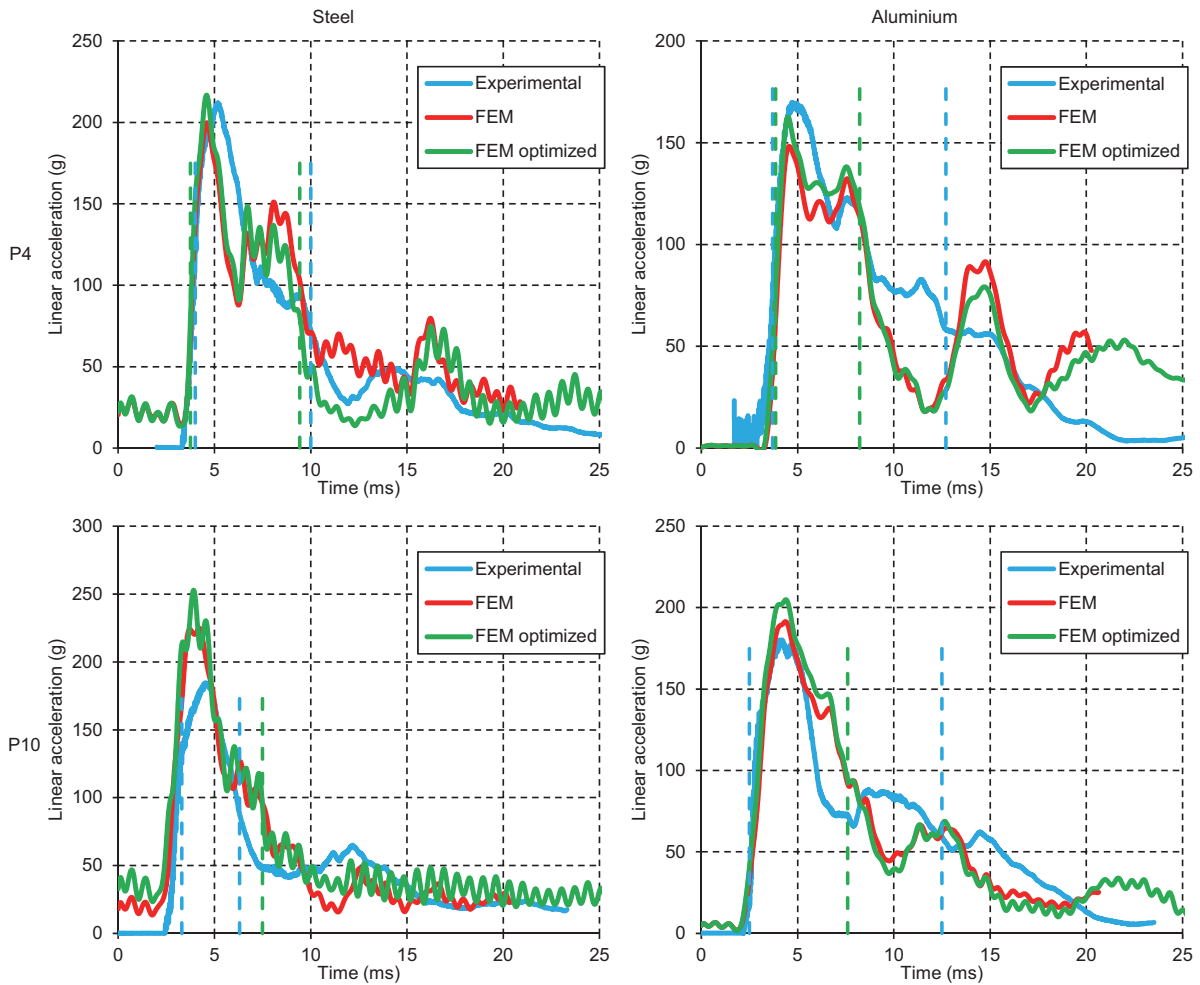 Steel
Aluminium
P4
Linear acceleration (g)
250
200
150
100
50
0
0 5 10 15 20 25
Time (ms)
Experimental
FEM
FEM optimized
Linear acceleration (g)
200
150
100
50
0
0 5 10 15 20 25
Time (ms)
Experimental
FEM
FEM optimized
P10
Linear acceleration (g)
300
250
200
150
100
50
0
0 5 10 15 20 25
Time (ms)
Experimental
FEM
FEM optimized
Linear acceleration (g)
250
200
150
100
50
0
0 5 10 15 20 25
Time (ms)
Experimental
FEM
FEM optimized